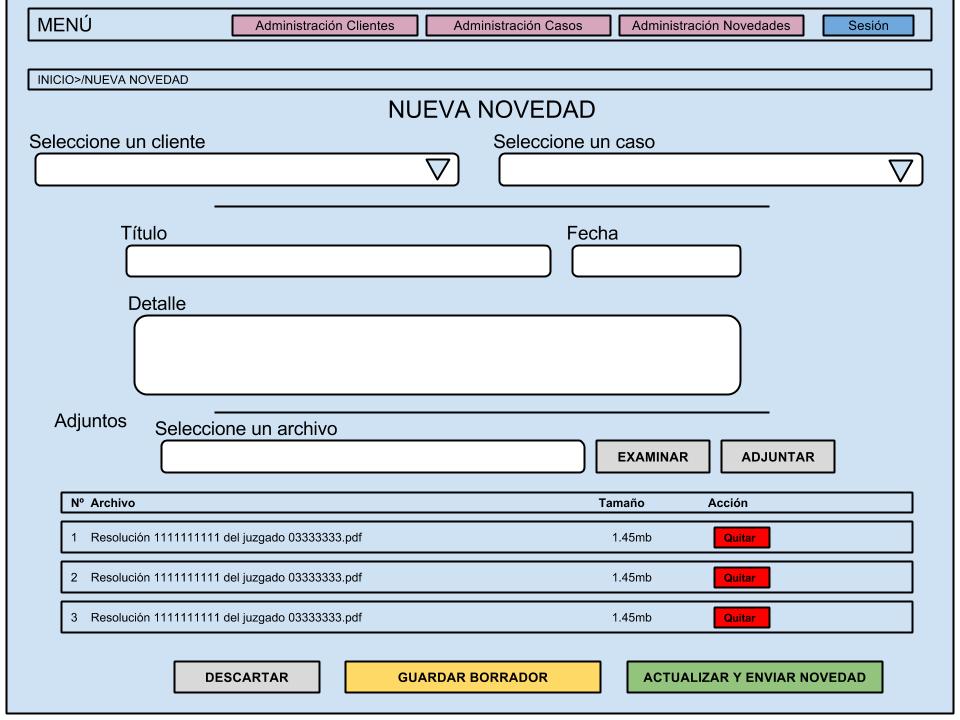 MENÚ Administración Clientes Administración Casos Administración Novedades Sesión
INICIO>/NUEVA NOVEDAD
NUEVA NOVEDAD
Seleccione un cliente Seleccione un caso
Título Fecha
Detalle
Adjuntos
Seleccione un archivo
EXAMINAR ADJUNTAR
Nº Archivo Tamaño Acción
1 Resolución 1111111111 del juzgado 03333333.pdf 1.45mb Quitar
2 Resolución 1111111111 del juzgado 03333333.pdf 1.45mb Quitar
3 Resolución 1111111111 del juzgado 03333333.pdf 1.45mb Quitar
DESCARTAR GUARDAR BORRADOR ACTUALIZAR Y ENVIAR NOVEDAD